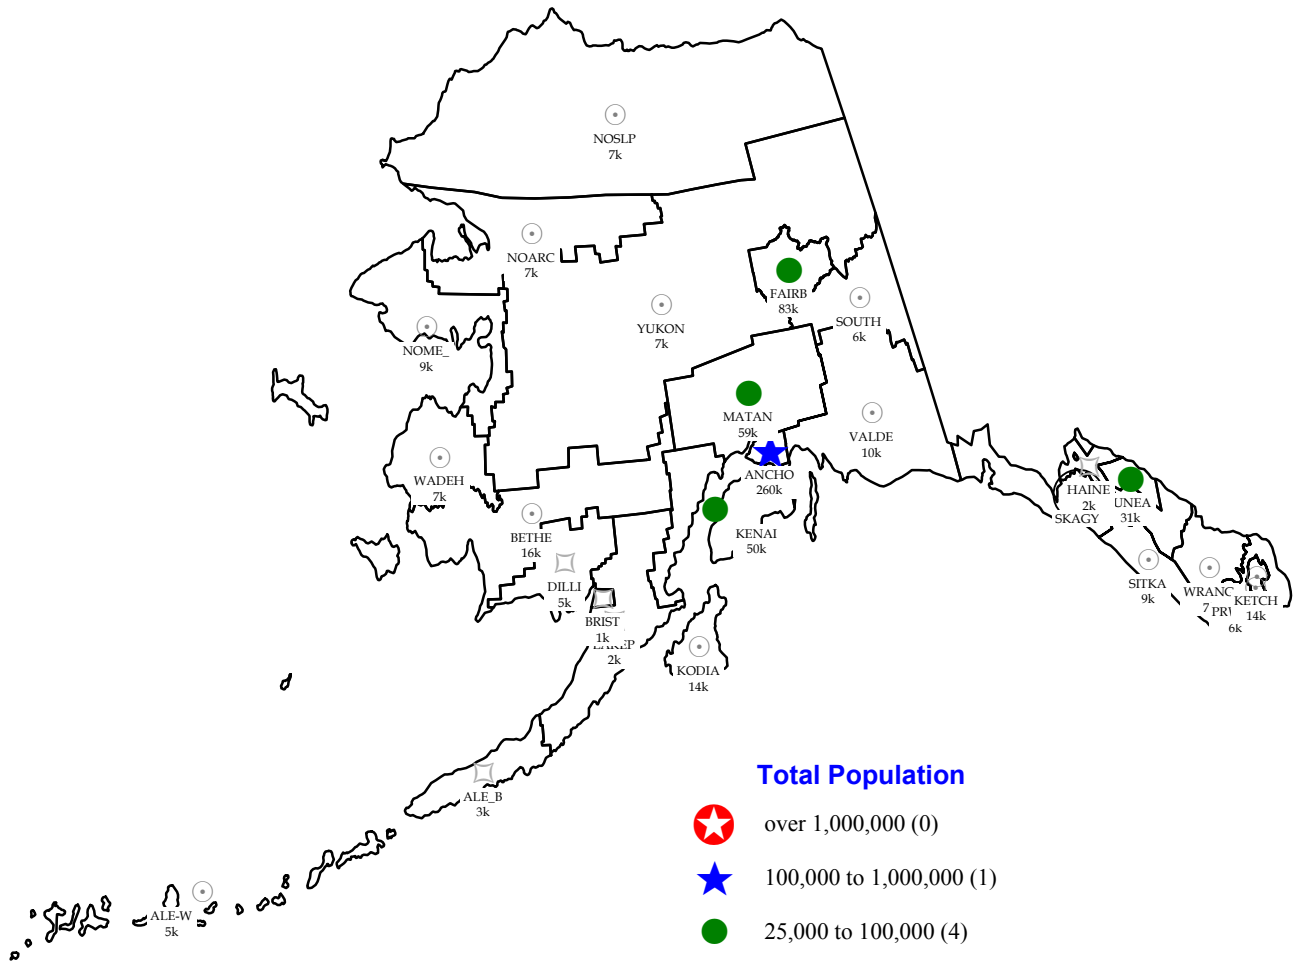 NOSLP
7k
NOARC
7k
FAIRB
83k
SOUTH
6k
YUKON
7k
NOME_
9k
MATAN
59k
VALDE
10k
WADEH
7k
ANCHO
260k
HAINE
2k
SKAGY
UNEA
31k
BETHE
16k
KENAI
50k
DILLI
5k
SITKA
9k
WRANG
7
KETCH
14k
6k
BRIST
1k
2k
KODIA
14k
ALE_B
3k
ALE-W
5k
Total Population
over 1,000,000 (0)
100,000 to 1,000,000 (1)
25,000 to 100,000 (4)